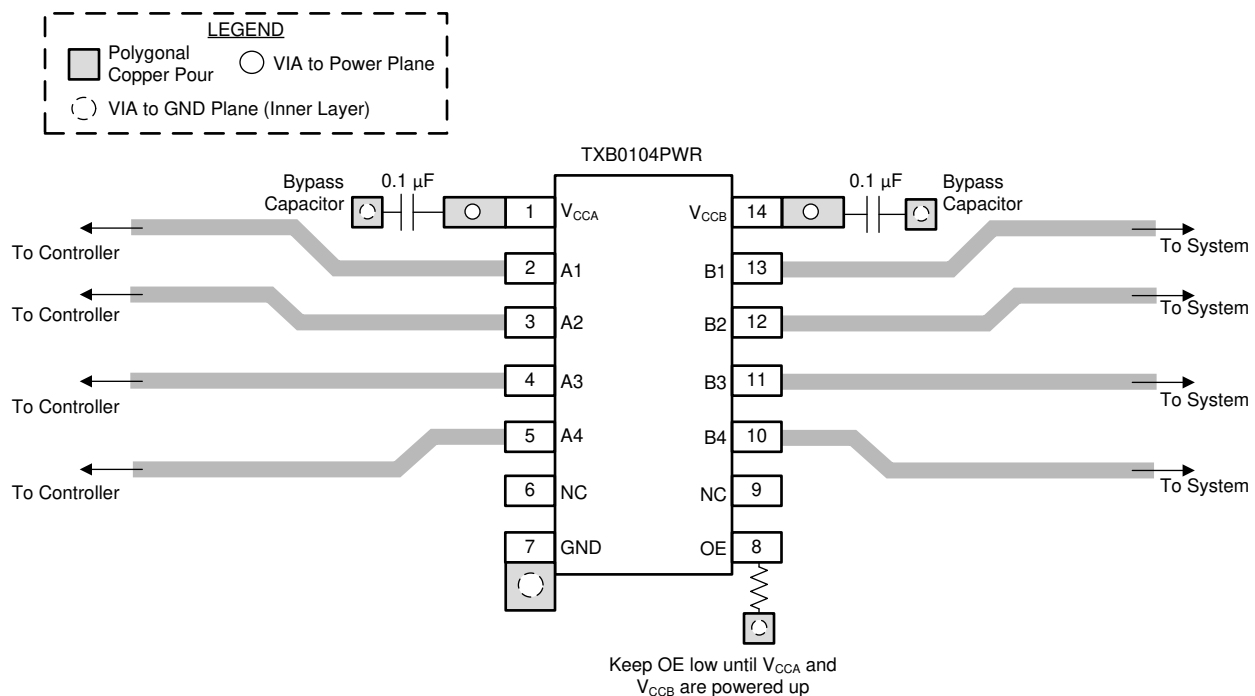 LEGEND
Polygonal
Copper Pour
VIA to Power Plane
VIA to GND Plane (Inner Layer)
TXB0104PWR
Bypass
Capacitor
0.1 µF
0.1 µF
Bypass
Capacitor
1
VCCA
VCCB
14
To Controller
2
A1
B1
13
To System
To Controller
3
A2
B2
12
To System
To Controller
4
A3
B3
11
To System
To Controller
5
A4
B4
10
To System
6
NC
NC
9
7
GND
OE
8
Keep OE low until VCCA and
VCCB are powered up